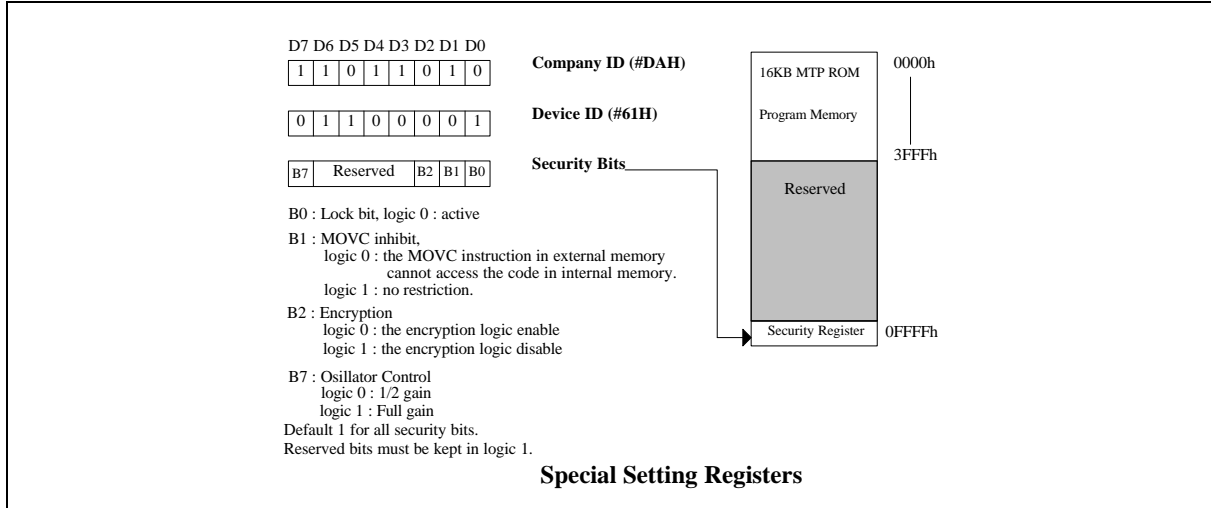 D7 D6 D5 D4 D3 D2 D1 D0
1 1 0 1 1 0 1 0
Company ID (#DAH)
0 1 1 0 0 0 0 1
Device ID (#61H)
B7 Reserved B2 B1 B0
Security Bits
B0 : Lock bit, logic 0 : active
B1 : MOVC inhibit,
logic 0 : the MOVC instruction in external memory
cannot access the code in internal memory.
logic 1 : no restriction.
B2 : Encryption
logic 0 : the encryption logic enable
logic 1 : the encryption logic disable
B7 : Osillator Control
logic 0 : 1/2 gain
logic 1 : Full gain
Default 1 for all security bits.
Reserved bits must be kept in logic 1.
16KB MTP ROM
Program Memory
0000h
3FFFh
Reserved
Security Register
0FFFFh
Special Setting Registers